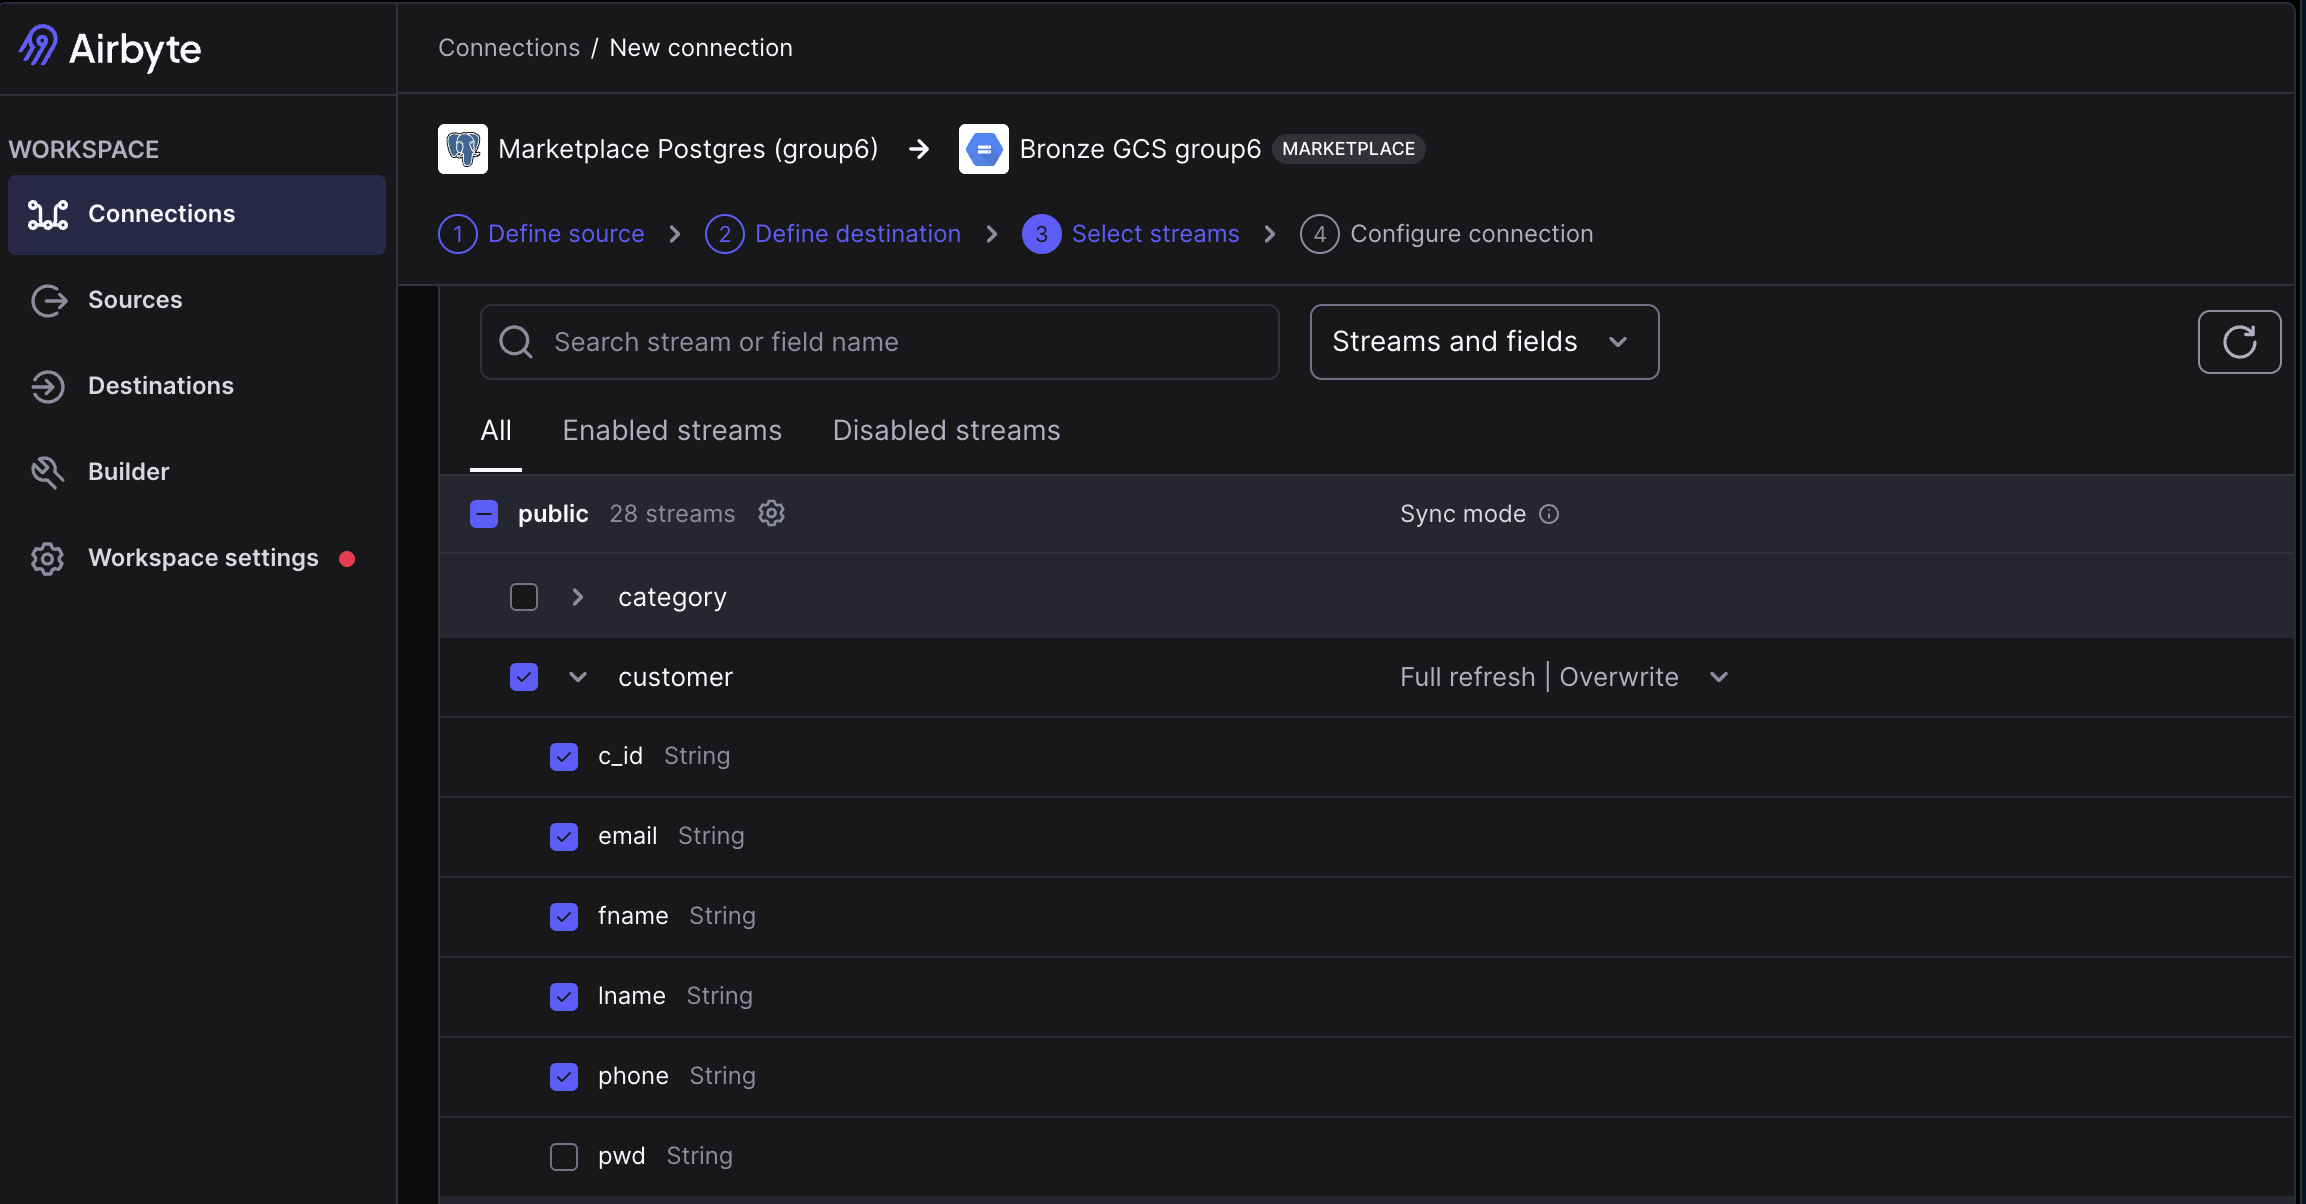 Airbyte
Connections / New connection
WORKSPACE
Connections
Sources
Destinations
Builder
Workspace settings
Marketplace Postgres (group6) → Bronze GCS group6 MARKETPLACE
1 Define source > 2 Define destination > 3 Select streams > 4 Configure connection
Search stream or field name
Streams and fields
All Enabled streams Disabled streams
public 28 streams Sync mode
category
customer Full refresh | Overwrite
c_id String
email String
fname String
lname String
phone String
pwd String